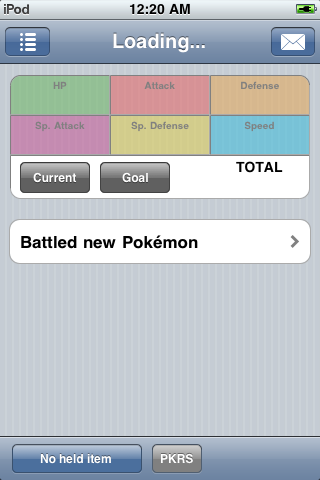 iPod
12:20 AM
Loading...
HP
Attack
Defense
Sp. Attack
Sp. Defense
Speed
Current
Goal
TOTAL
Battled new Pokémon
No held item
PKRS